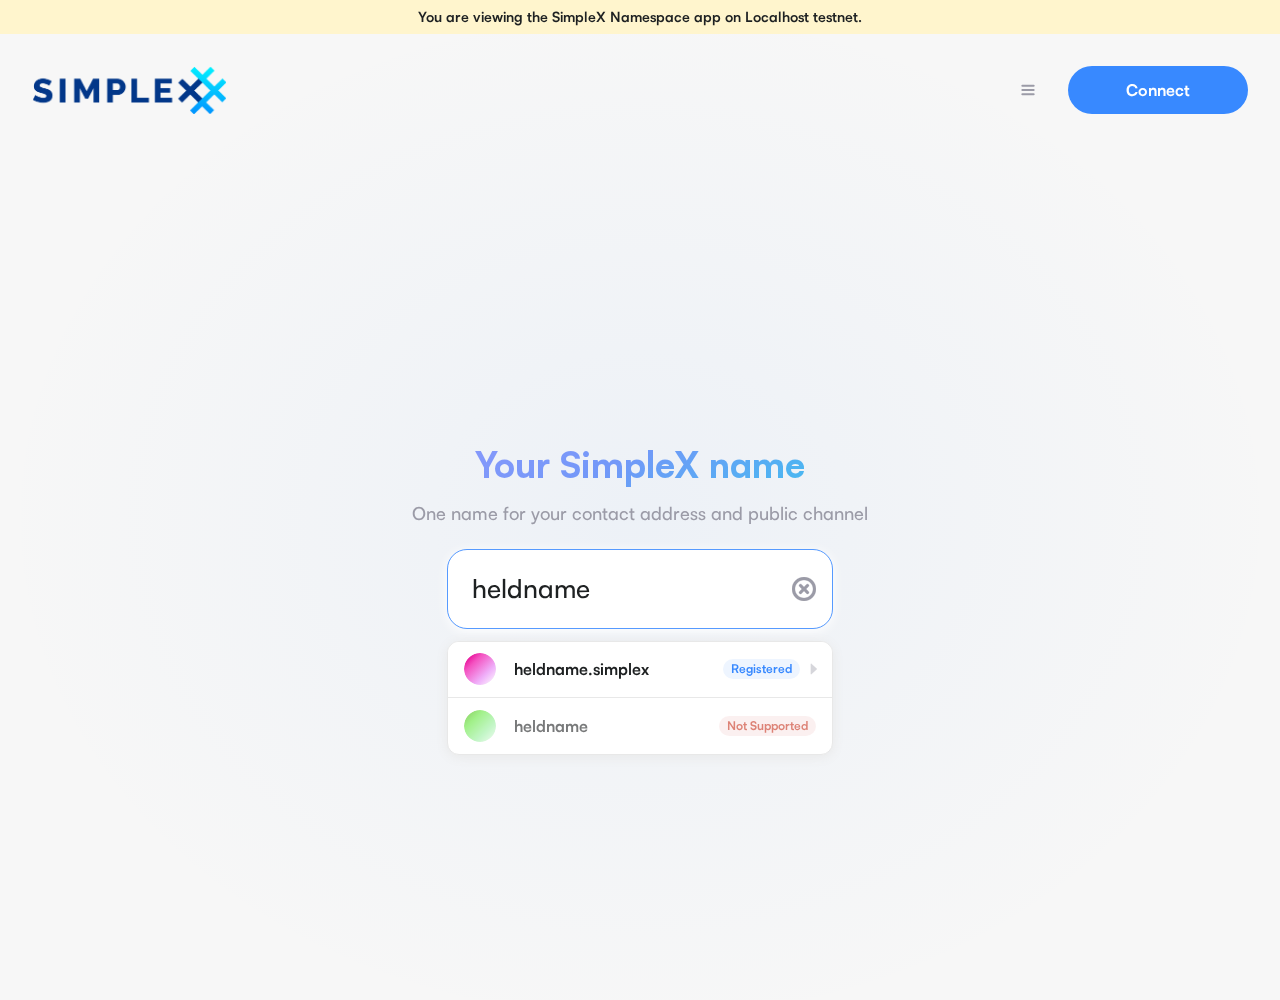 You are viewing the SimpleX Namespace app on Localhost testnet.
SIMPLEX
Connect
Your SimpleX name
One name for your contact address and public channel
heldname
heldname.simplex Registered
heldname Not Supported